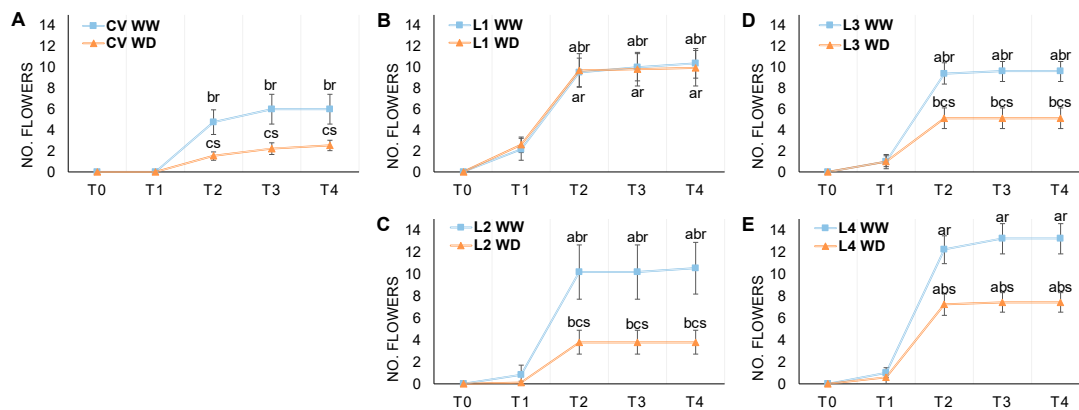 A
NO. FLOWERS
14
12
10
8
6
4
2
0
CV WW
CV WD
br
br
br
cs
cs
cs
T0 T1 T2 T3 T4
B
NO. FLOWERS
14
12
10
8
6
4
2
0
L1 WW
L1 WD
abr
abr
abr
ar
ar
ar
T0 T1 T2 T3 T4
D
NO. FLOWERS
14
12
10
8
6
4
2
0
L3 WW
L3 WD
abr
abr
abr
bcs
bcs
bcs
T0 T1 T2 T3 T4
C
NO. FLOWERS
14
12
10
8
6
4
2
0
L2 WW
L2 WD
abr
abr
abr
bcs
bcs
bcs
T0 T1 T2 T3 T4
E
NO. FLOWERS
14
12
10
8
6
4
2
0
L4 WW
L4 WD
ar
ar
ar
abs
abs
abs
T0 T1 T2 T3 T4